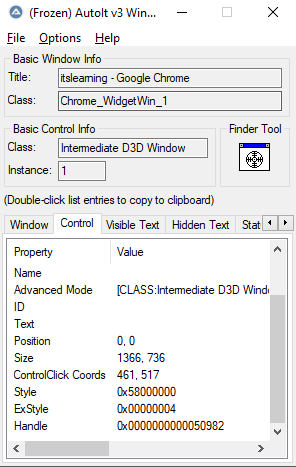 (Frozen) AutoIt v3 Win...
File Options Help
Basic Window Info
Title: itslearning - Google Chrome
Class: Chrome_WidgetWin_1
Basic Control Info
Class: Intermediate D3D Window
Instance: 1
Finder Tool
(Double-click list entries to copy to clipboard)
Window Control Visible Text Hidden Text Stat
Property Value
Name
Advanced Mode [CLASS:Intermediate D3D Windo
ID
Text
Position 0, 0
Size 1366, 736
ControlClick Coords 461, 517
Style 0x58000000
ExStyle 0x00000004
Handle 0x0000000000050982